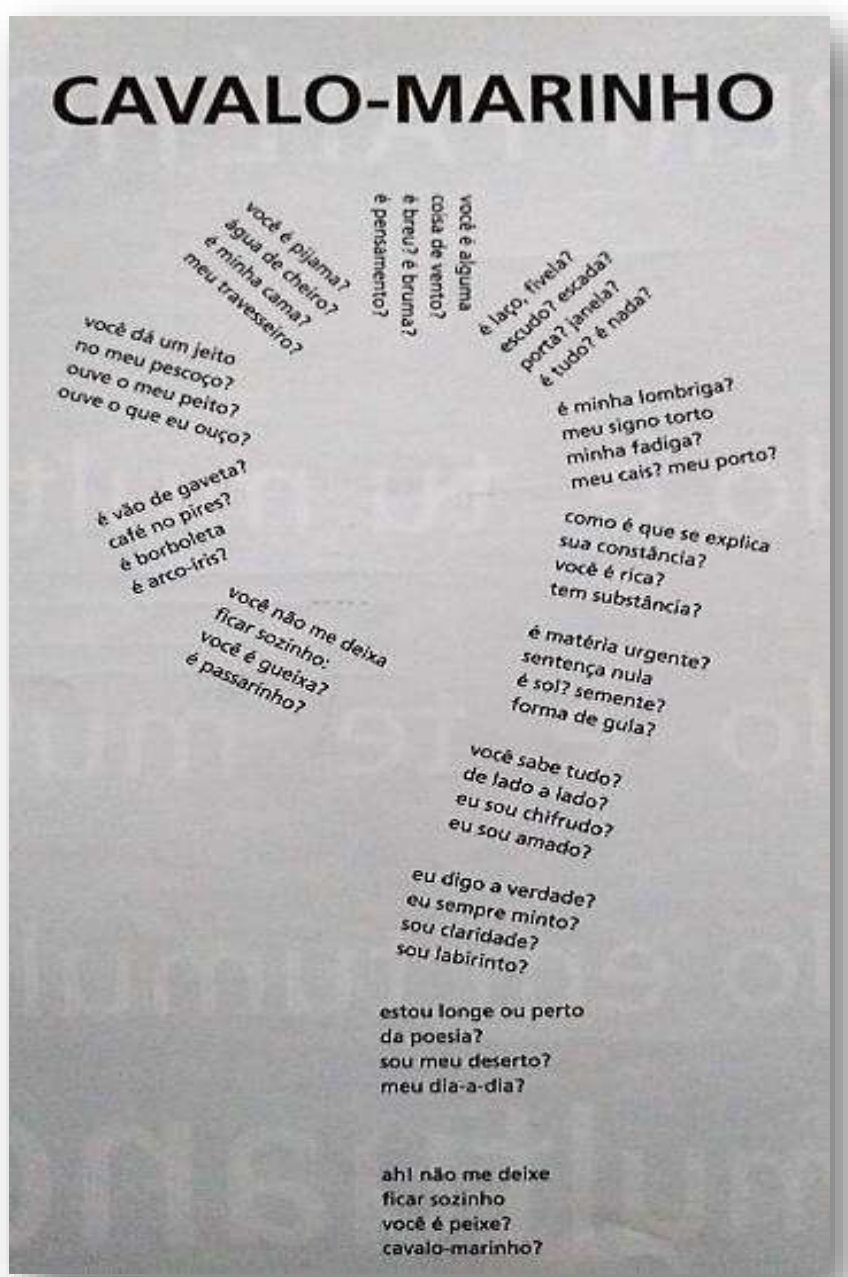 CAVALO-MARINHO
você não me deixa
ficar sozinho:
você é gueixa?
é passarinho?
é vão de gaveta?
café no pires?
é borboleta
é arco-íris?
você dá um jeito
no meu pescoço?
ouve o meu peito?
ouve o que eu ouço?
você é pijama?
água de cheiro?
é minha cama?
meu travesseiro?
você é alguma
coisa de vento?
é breu? é bruma?
é pensamento?
é laço, fivela?
escudo? escada?
porta? janela?
é tudo? é nada?
é minha lombriga?
meu signo torto
minha fadiga?
meu cais? meu porto?
como é que se explica
sua constância?
você é rica?
tem substância?
é matéria urgente?
sentença nula
é sol? semente?
forma de gula?
você sabe tudo?
de lado a lado?
eu sou chifrudo?
eu sou amado?
eu digo a verdade?
eu sempre minto?
sou claridade?
sou labirinto?
estou longe ou perto
da poesia?
sou meu deserto?
meu dia-a-dia?
ah! não me deixe
ficar sozinho
você é peixe?
cavalo-marinho?